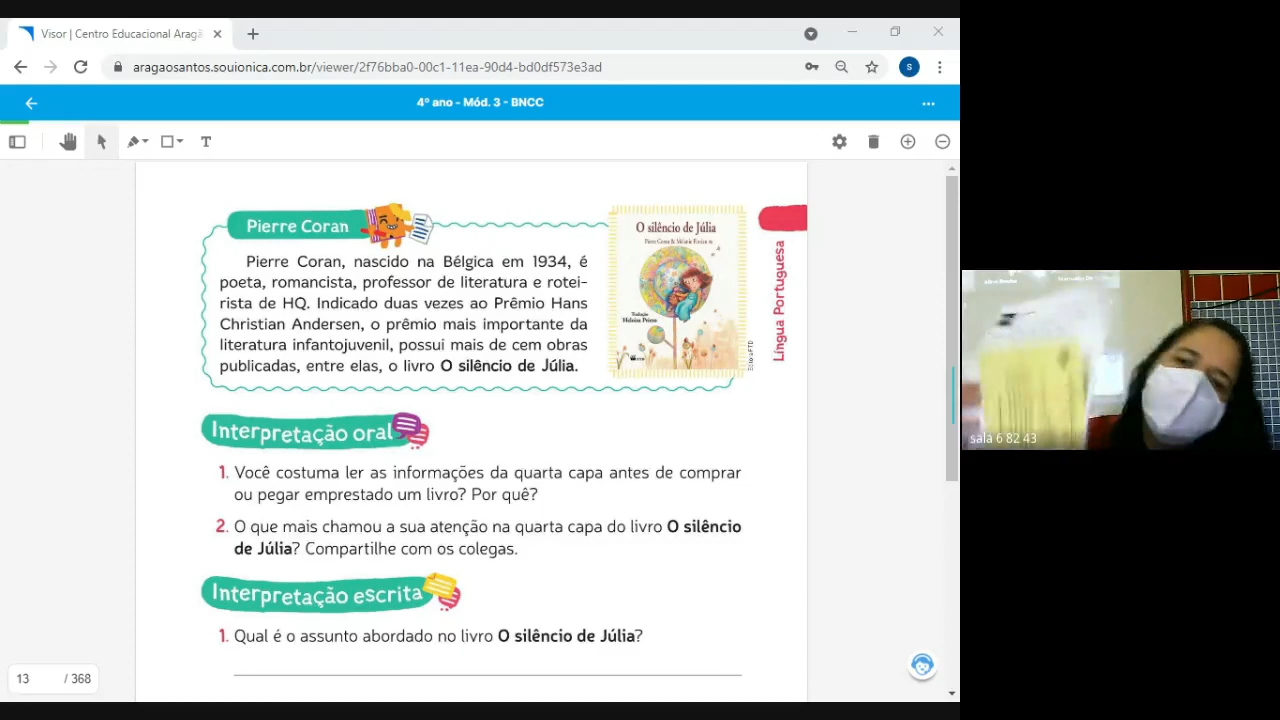 Visor | Centro Educacional Aragã
aragaosantos.souionica.com.br/viewer/2f76bba0-00c1-11ea-90d4-bd0df573e3ad
s
4º ano - Mód. 3 - BNCC
T
Pierre Coran
Pierre Coran, nascido na Bélgica em 1934, é
poeta, romancista, professor de literatura e rotei-
rista de HQ. Indicado duas vezes ao Prêmio Hans
Christian Andersen, o prêmio mais importante da
literatura infantojuvenil, possui mais de cem obras
publicadas, entre elas, o livro O silêncio de Júlia.
O silêncio de Júlia
Tradução
Heloisa Prieto
Editora FTD
Língua Portuguesa
Interpretação oral
1. Você costuma ler as informações da quarta capa antes de comprar
ou pegar emprestado um livro? Por quê?
2. O que mais chamou a sua atenção na quarta capa do livro O silêncio
de Júlia? Compartilhe com os colegas.
Interpretação escrita
1. Qual é o assunto abordado no livro O silêncio de Júlia?
13 / 368
sala 6 82 43